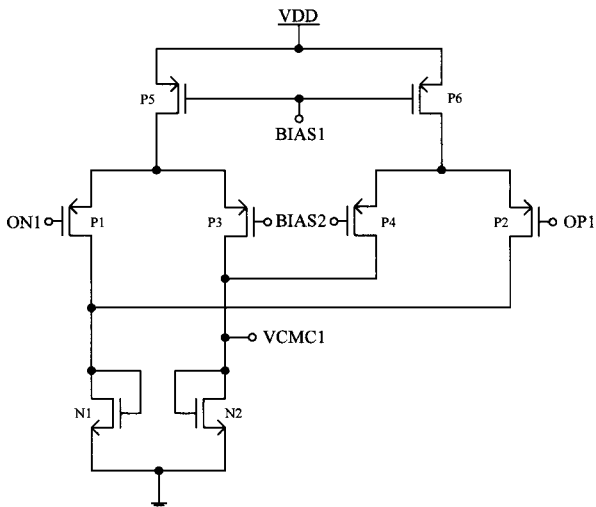 VDD
P5
P6
BIAS1
ON1
P1
P3
BIAS2
P4
P2
OP1
VCMC1
N1
N2